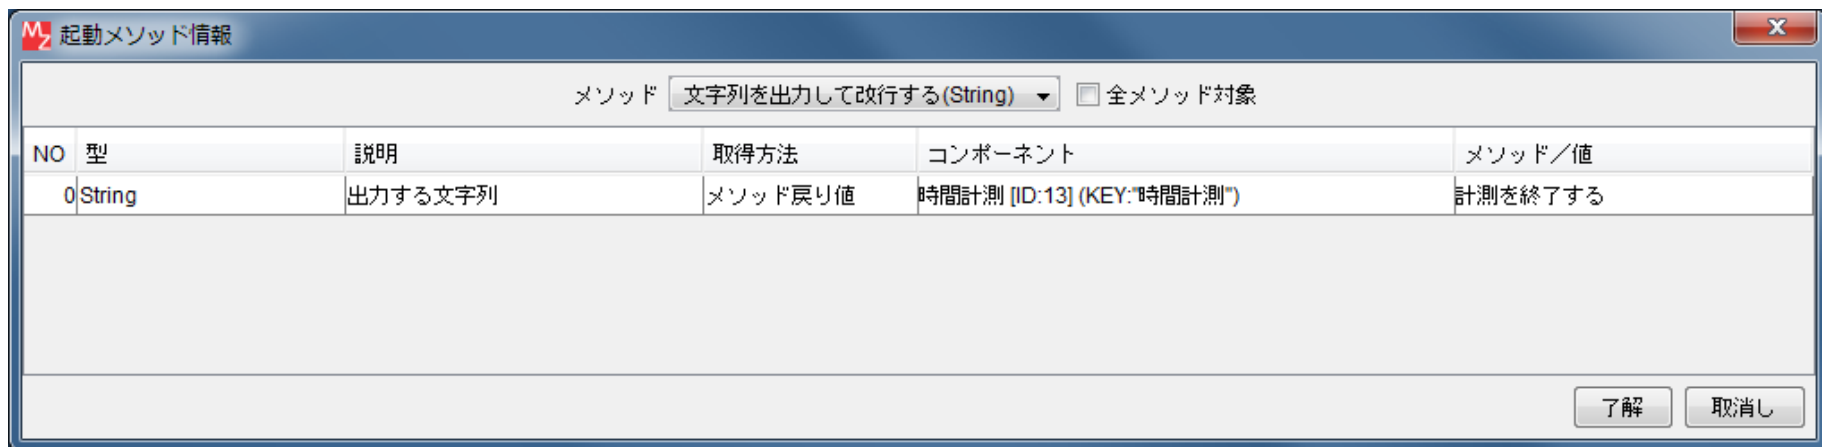 MZ 起動メソッド情報
メソッド 文字列を出力して改行する(String) 全メソッド対象
NO 型 説明 取得方法 コンポーネント メソッド／値
0 String 出力する文字列 メソッド戻り値 時間計測 [ID:13] (KEY:"時間計測") 計測を終了する
了解 取消し